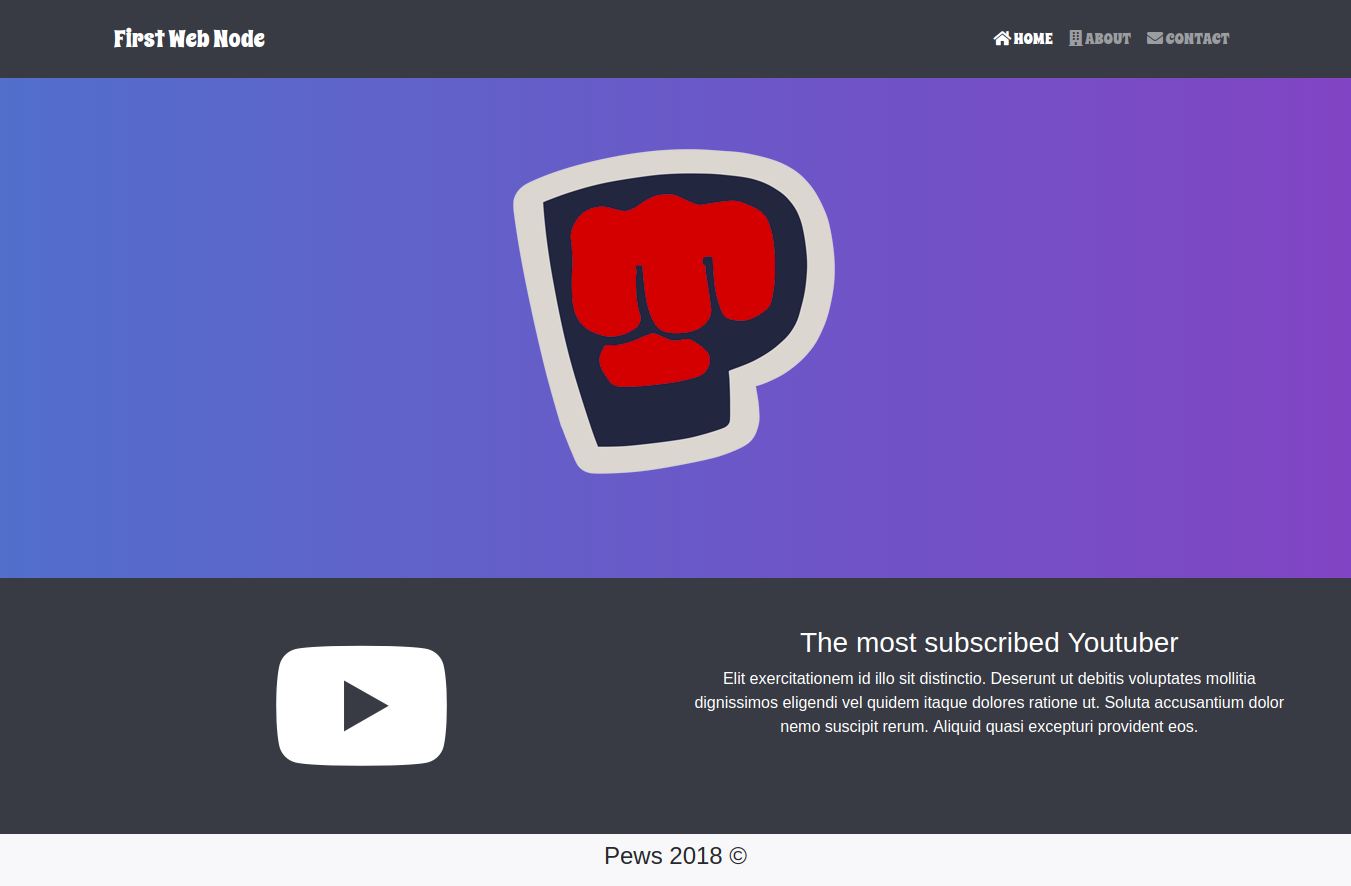 First Web Node
HOME ABOUT CONTACT
The most subscribed Youtuber
Elit exercitationem id illo sit distinctio. Deserunt ut debitis voluptates mollitia
dignissimos eligendi vel quidem itaque dolores ratione ut. Soluta accusantium dolor
nemo suscipit rerum. Aliquid quasi excepturi provident eos.
Pews 2018 ©